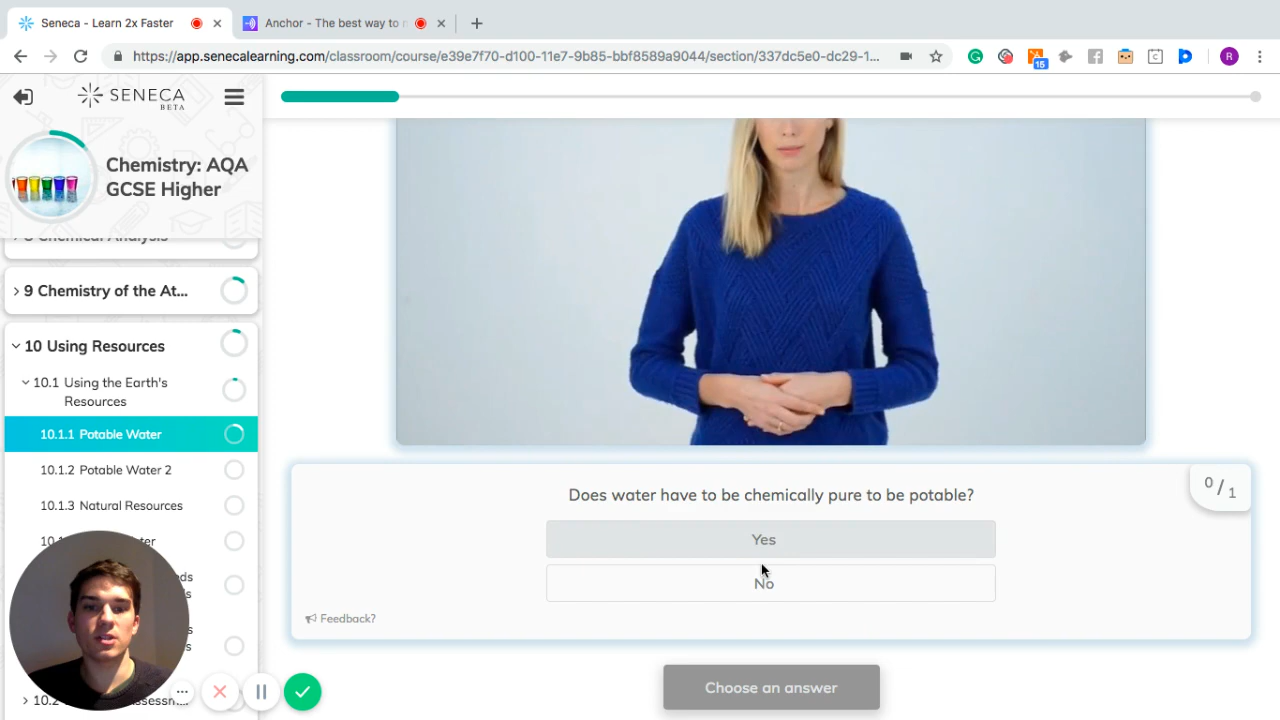 Seneca - Learn 2x Faster
Anchor - The best way to
https://app.senecalearning.com/classroom/course/e39e7f70-d100-11e7-9b85-bbf8589a9044/section/337dc5e0-dc29-1...
15
R
SENECA
BETA
Chemistry: AQA
GCSE Higher
9 Chemistry of the At...
10 Using Resources
10.1 Using the Earth's
Resources
10.1.1 Potable Water
10.1.2 Potable Water 2
10.1.3 Natural Resources
10.2
Does water have to be chemically pure to be potable?
0/1
Yes
No
Feedback?
Choose an answer